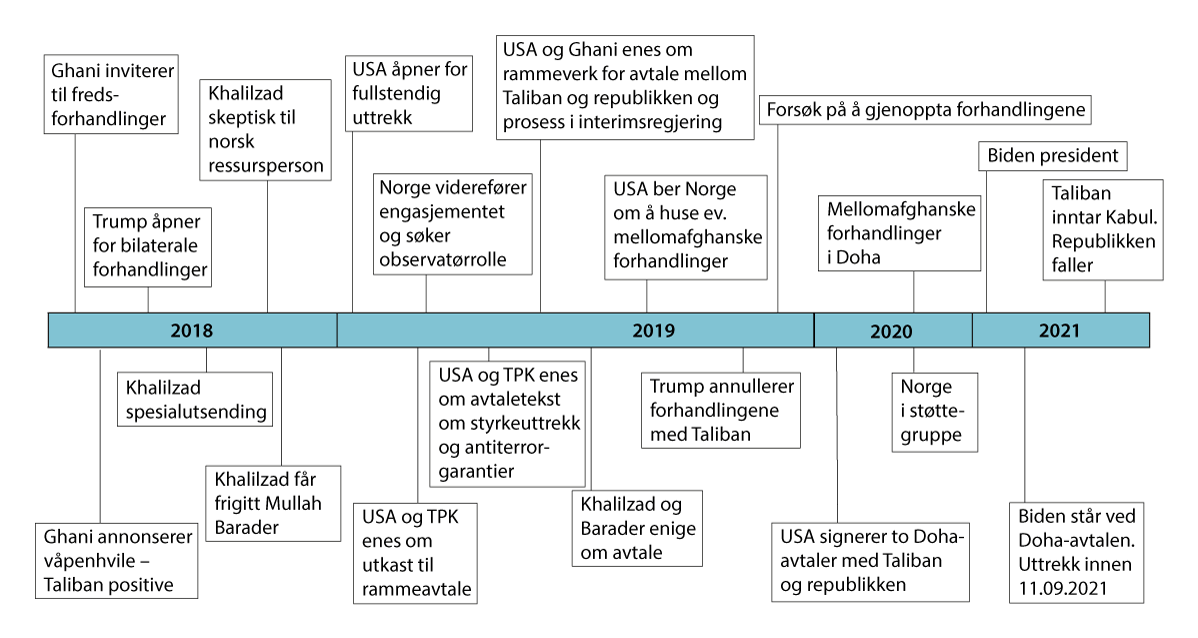 Ghani inviterer
til freds-
forhandlinger
Khalilzad
skeptisk til
norsk
ressursperson
USA åpner for
fullstendig
uttrekk
USA og Ghani enes om
rammeverk for avtale mellom
Taliban og republikken og
prosess i interimsregjering
Forsøk på å gjenoppta forhandlingene
Biden president
Trump åpner
for bilaterale
forhandlinger
Norge viderefører
engasjementet
og søker
observatørrolle
USA ber Norge
om å huse ev.
mellomafghanske
forhandlinger
Mellomafghanske
forhandlinger
i Doha
Taliban
inntar Kabul.
Republikken
faller
2018
2019
2020
2021
Khalilzad
spesialutsending
USA og TPK enes
om avtaletekst
om styrkeuttrekk
og antiterror-
garantier
Trump annullerer
forhandlingene
med Taliban
Norge
i støtte-
gruppe
Ghani annonserer
våpenhvile –
Taliban positive
Khalilzad får
frigitt Mullah
Barader
USA og TPK
enes om
utkast til
rammeavtale
Khalilzad og
Barader enige
om avtale
USA signerer to Doha-
avtaler med Taliban
og republikken
Biden står ved
Doha-avtalen.
Uttrekk innen
11.09.2021